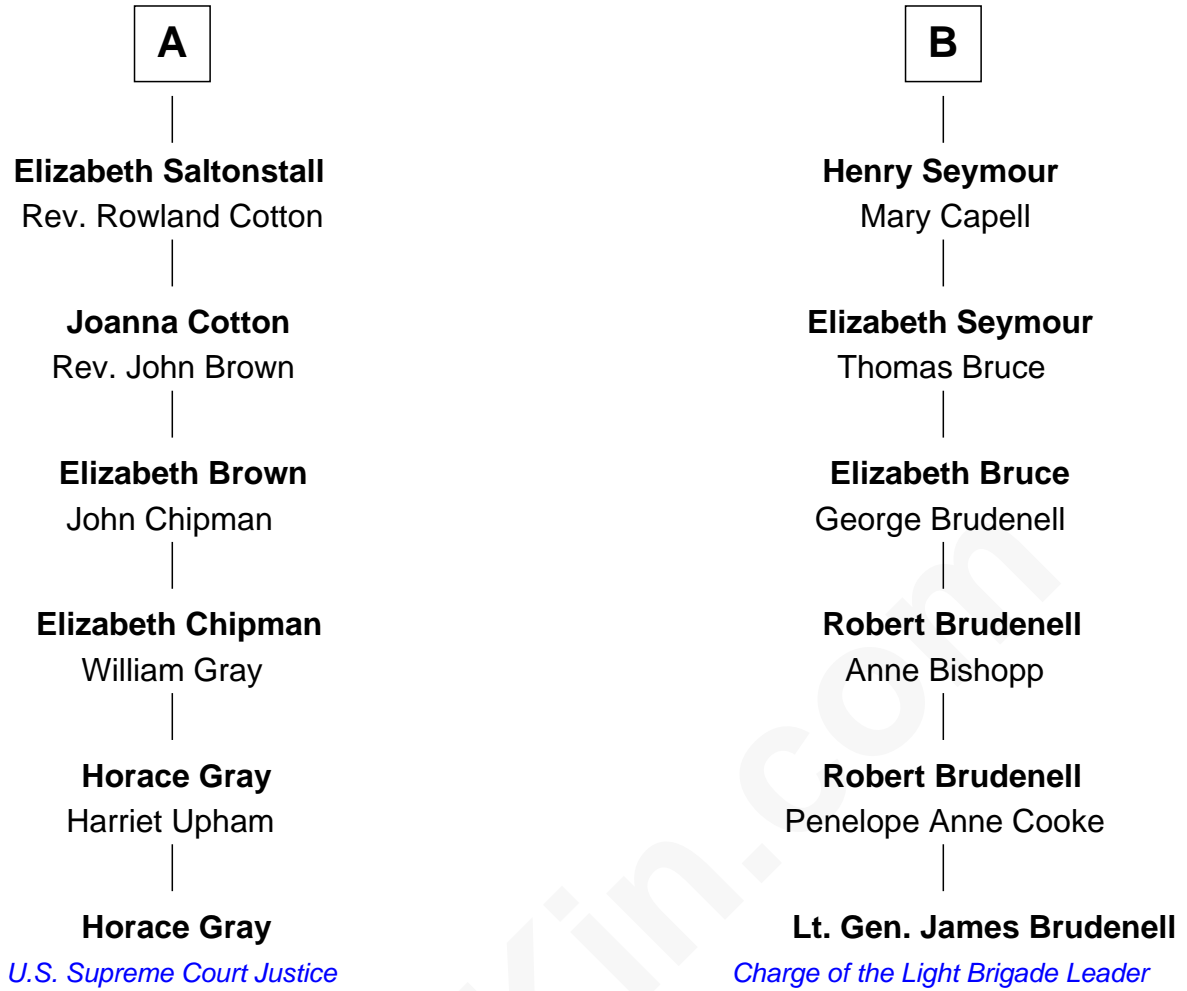 A
Elizabeth Saltonstall
Rev. Rowland Cotton
Joanna Cotton
Rev. John Brown
Elizabeth Brown
John Chipman
Elizabeth Chipman
William Gray
Horace Gray
Harriet Upham
Horace Gray
U.S. Supreme Court Justice
B
Henry Seymour
Mary Capell
Elizabeth Seymour
Thomas Bruce
Elizabeth Bruce
George Brudenell
Robert Brudenell
Anne Bishopp
Robert Brudenell
Penelope Anne Cooke
Lt. Gen. James Brudenell
Charge of the Light Brigade Leader